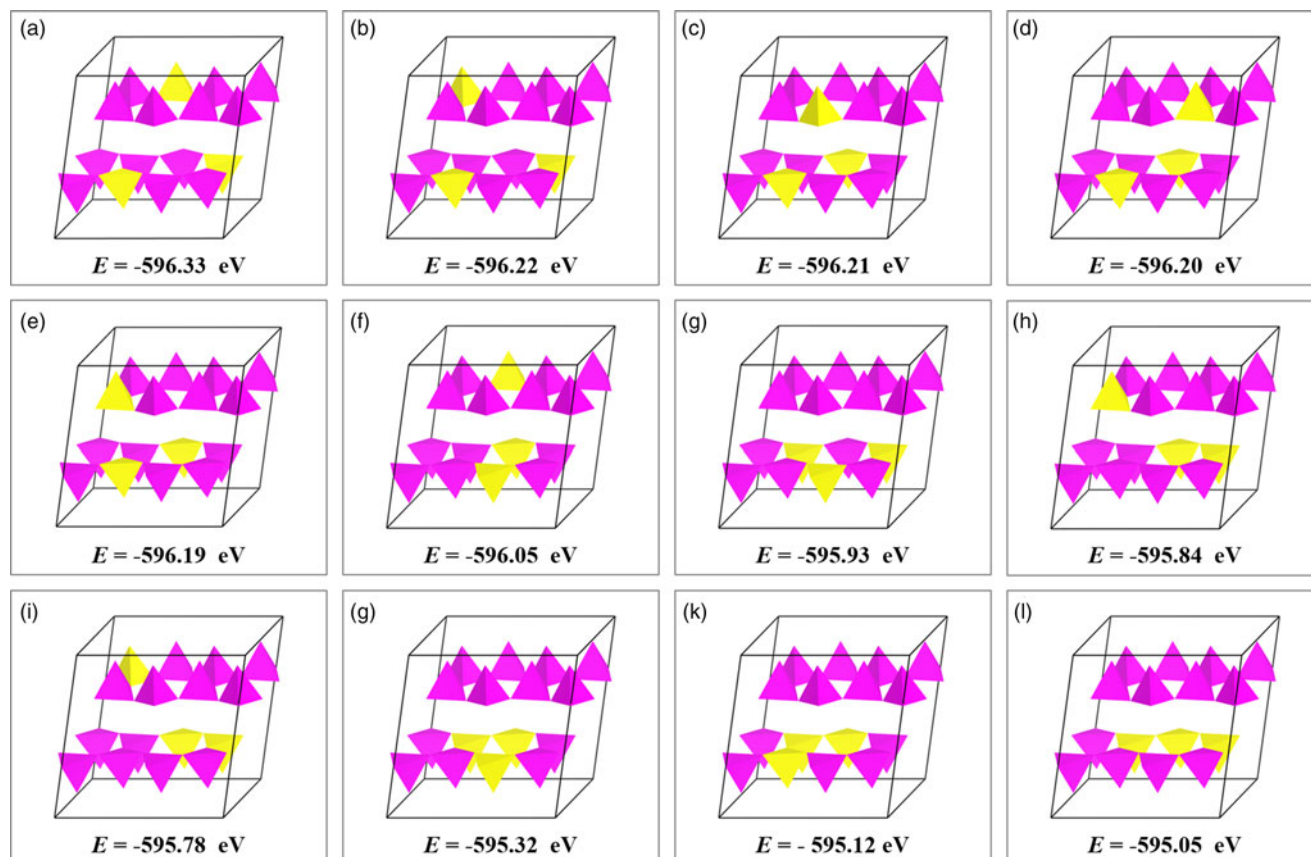 (a)
E = -596.33 eV
(b)
E = -596.22 eV
(c)
E = -596.21 eV
(d)
E = -596.20 eV
(e)
E = -596.19 eV
(f)
E = -596.05 eV
(g)
E = -595.93 eV
(h)
E = -595.84 eV
(i)
E = -595.78 eV
(g)
E = -595.32 eV
(k)
E = - 595.12 eV
(l)
E = -595.05 eV